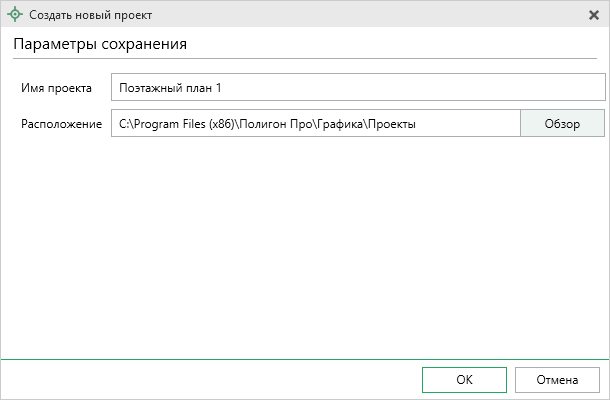 Создать новый проект
Параметры сохранения
Имя проекта Поэтажный план 1
Расположение C:\Program Files (x86)\Полигон Про\Графика\Проекты Обзор
OK Отмена